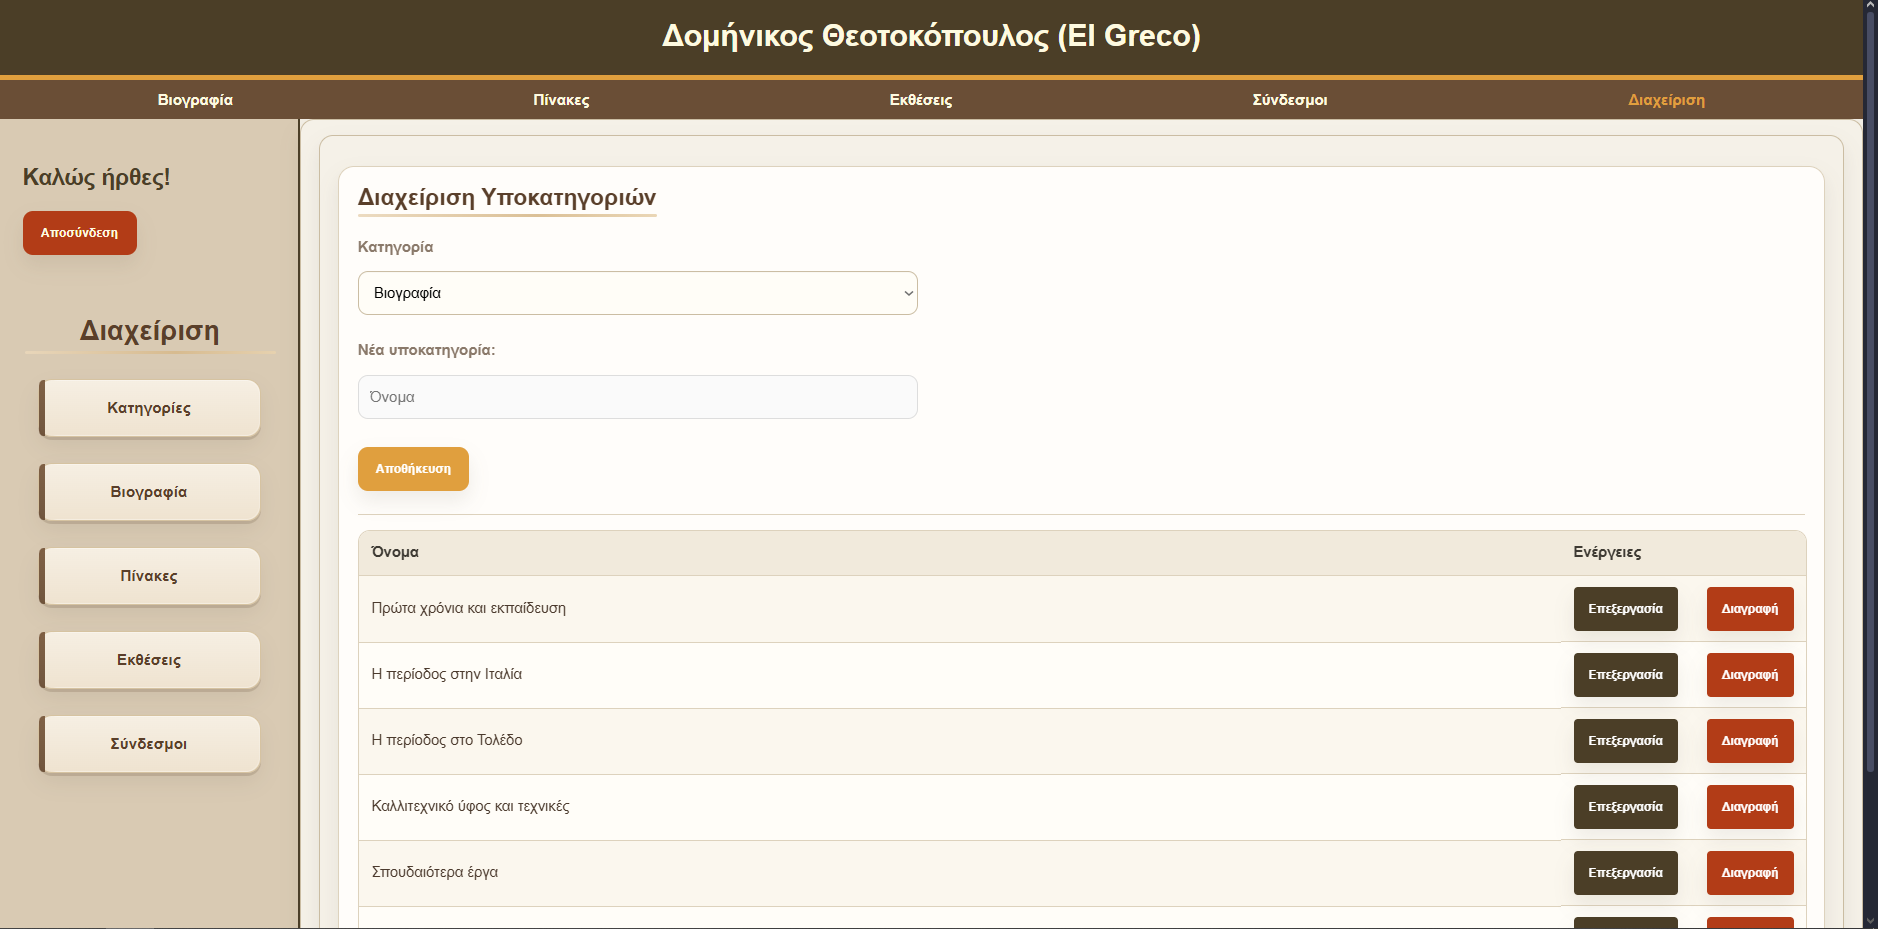 Δομήνικος Θεοτοκόπουλος (El Greco)
Βιογραφία Πίνακες Εκθέσεις Σύνδεσμοι Διαχείριση
Καλώς ήρθες!
Αποσύνδεση
Διαχείριση
Κατηγορίες
Βιογραφία
Πίνακες
Εκθέσεις
Σύνδεσμοι
Διαχείριση Υποκατηγοριών
Κατηγορία
Βιογραφία
Νέα υποκατηγορία:
Όνομα
Αποθήκευση
Όνομα Ενέργειες
Πρώτα χρόνια και εκπαίδευση Επεξεργασία Διαγραφή
Η περίοδος στην Ιταλία Επεξεργασία Διαγραφή
Η περίοδος στο Τολέδο Επεξεργασία Διαγραφή
Καλλιτεχνικό ύφος και τεχνικές Επεξεργασία Διαγραφή
Σπουδαιότερα έργα Επεξεργασία Διαγραφή